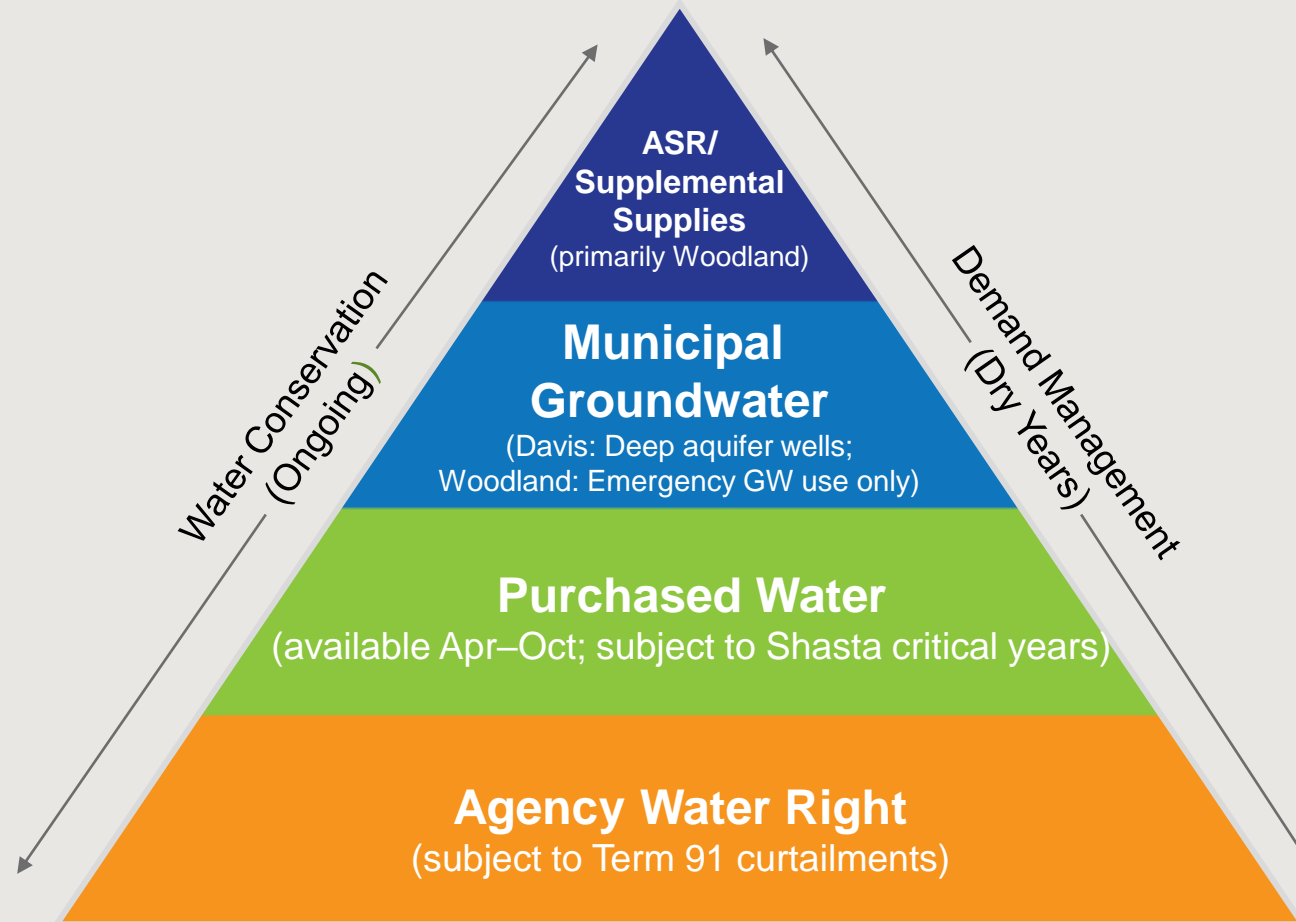 ASR/
Supplemental
Supplies
(primarily Woodland)
Municipal
Groundwater
(Davis: Deep aquifer wells;
Woodland: Emergency GW use only)
Purchased Water
(available Apr–Oct; subject to Shasta critical years)
Agency Water Right
(subject to Term 91 curtailments)
Water Conservation
(Ongoing)
Demand Management
(Dry Years)